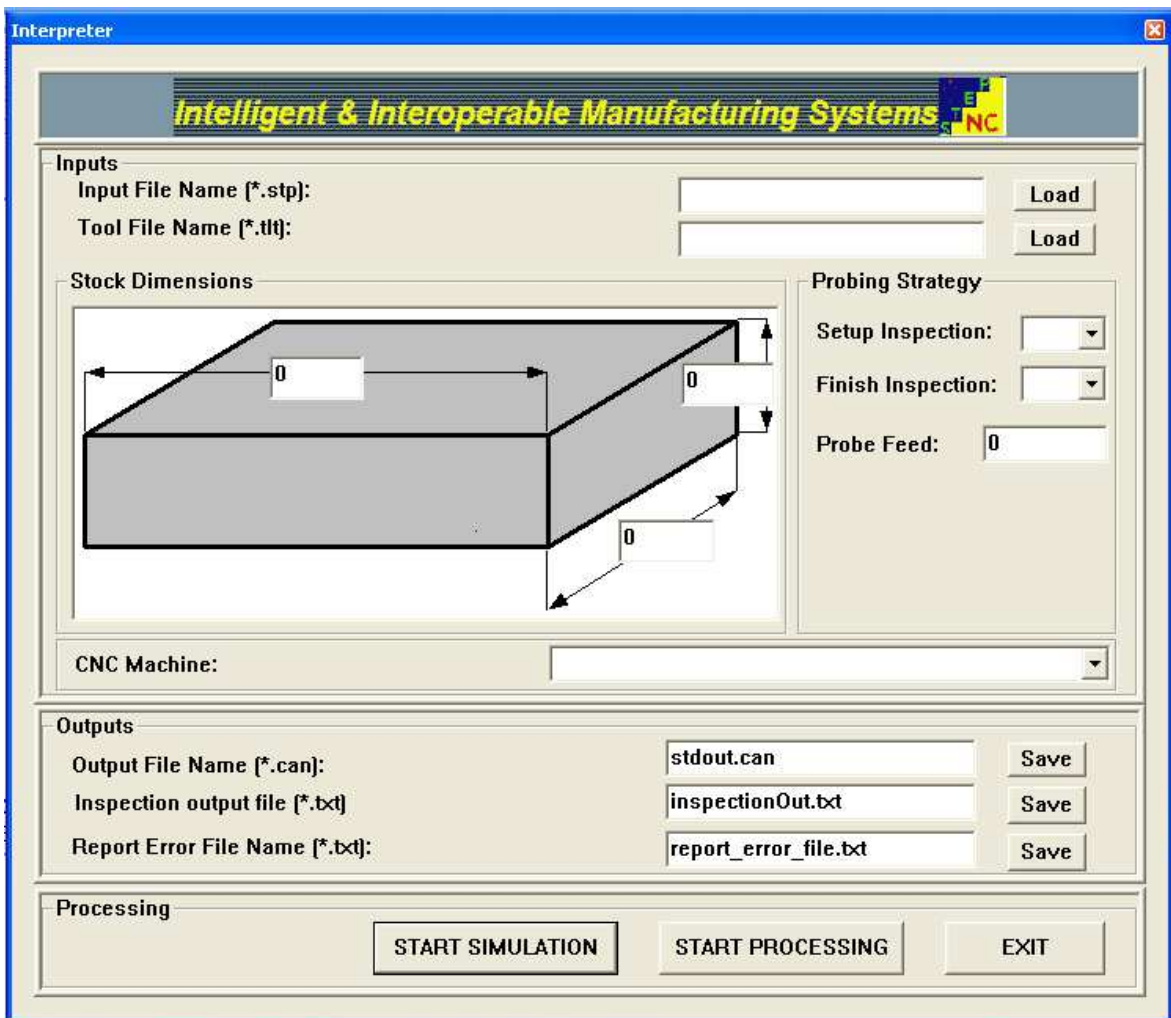 Interpreter
Intelligent & Interoperable Manufacturing Systems STEP NC
Inputs
Input File Name (*.stp): Load
Tool File Name (*.tlt): Load
Stock Dimensions
0
0
0
Probing Strategy
Setup Inspection:
Finish Inspection:
Probe Feed: 0
CNC Machine:
Outputs
Output File Name (*.can): stdout.can Save
Inspection output file (*.txt) inspectionOut.txt Save
Report Error File Name (*.txt): report_error_file.txt Save
Processing
START SIMULATION START PROCESSING EXIT